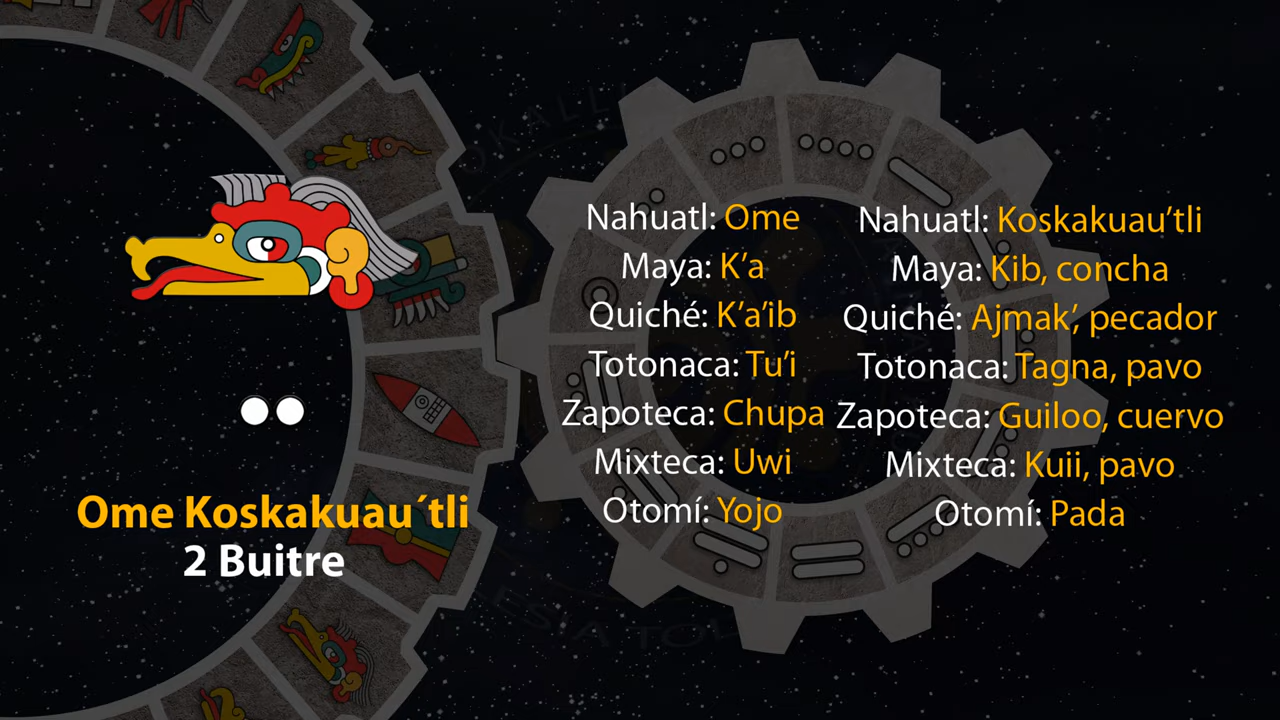 Nahuatl: Ome
Maya: K’a
Quiché: K’a’ib
Totonaca: Tu’i
Zapoteca: Chupa
Mixteca: Uwi
Otomí: Yojo
Nahuatl: Koskakuau’tli
Maya: Kib, concha
Quiché: Ajmak’, pecador
Totonaca: Tagna, pavo
Zapoteca: Guiloo, cuervo
Mixteca: Kuii, pavo
Otomí: Pada
Ome Koskakuau´tli
2 Buitre